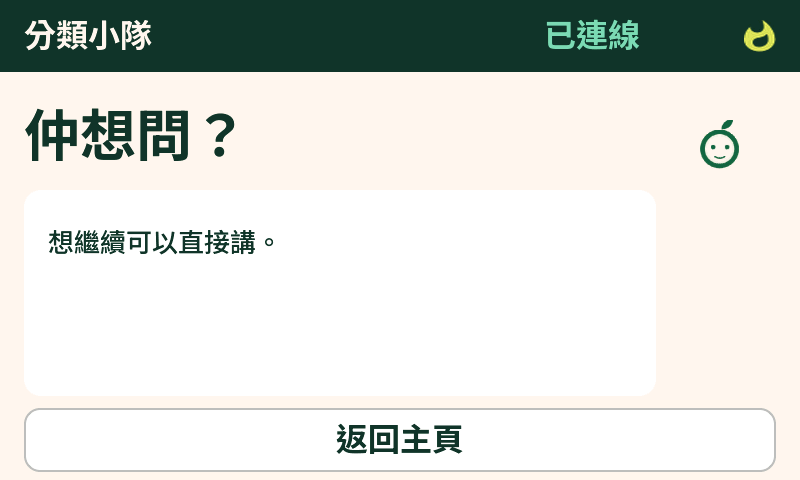 分類小隊
已連線
仲想問？
想繼續可以直接講。
返回主頁